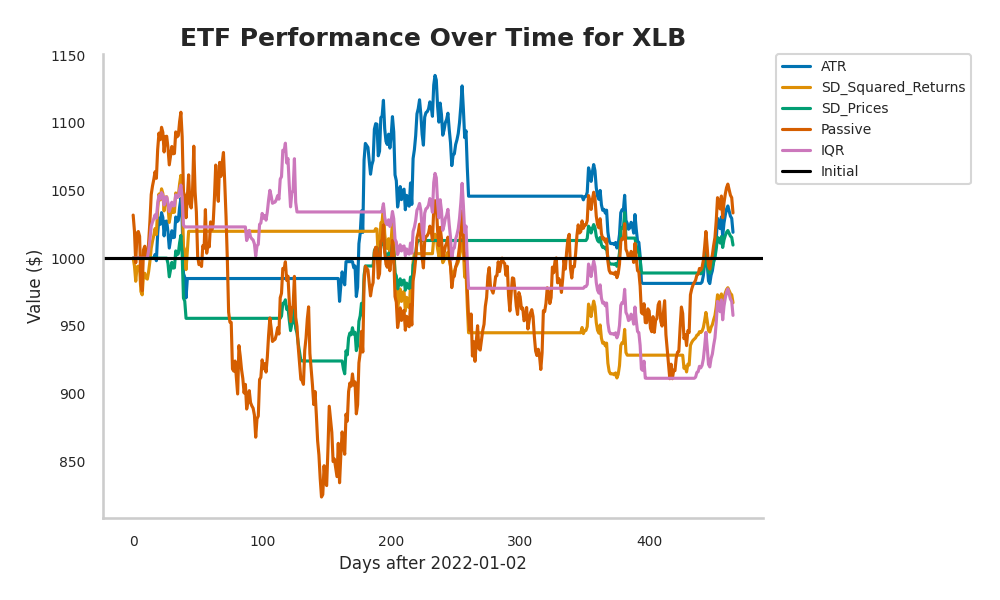 ETF Performance Over Time for XLB
Value ($)
1150
1100
1050
1000
950
900
850
0
100
200
300
400
Days after 2022-01-02
ATR
SD_Squared_Returns
SD_Prices
Passive
IQR
Initial